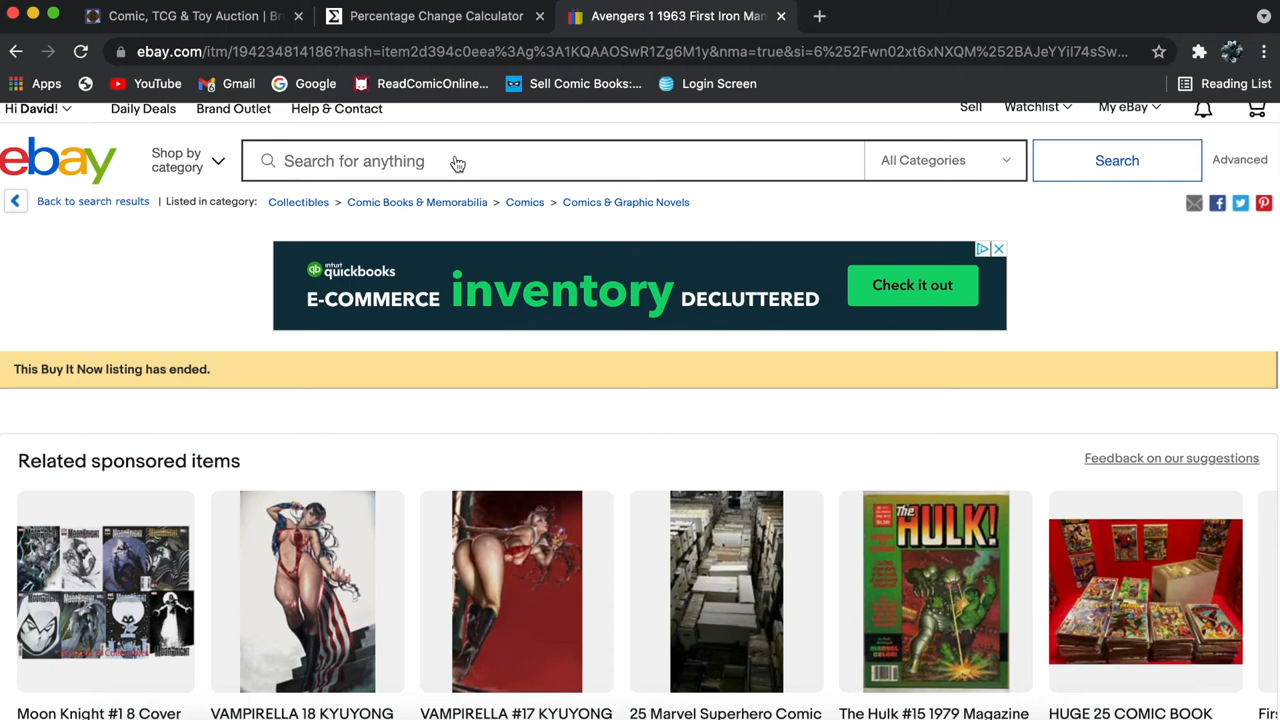 Comic, TCG & Toy Auction | Br
Percentage Change Calculator
Avengers 1 1963 First Iron Man
ebay.com/itm/194234814186?hash=item2d394c0eea%3Ag%3A1KQAAOSwR1Zg6M1y&nma=true&si=6%252Fwn02xt6xNXQM%252BAJeYYil74sSw...
Apps
YouTube
Gmail
Google
ReadComicOnline...
Sell Comic Books:...
Login Screen
Reading List
Hi David!
Daily Deals
Brand Outlet
Help & Contact
Sell
Watchlist
My eBay
ebay
Shop by category
Search for anything
All Categories
Search
Advanced
Back to search results | Listed in category: Collectibles > Comic Books & Memorabilia > Comics > Comics & Graphic Novels
intuit quickbooks
E-COMMERCE inventory DECLUTTERED
Check it out
This Buy It Now listing has ended.
Related sponsored items
Feedback on our suggestions
The HULK!
Moon Knight #1 8 Cover
VAMPIRELLA 18 KYUYONG
VAMPIRELLA #17 KYUYONG
25 Marvel Superhero Comic
The Hulk #15 1979 Magazine
HUGE 25 COMIC BOOK